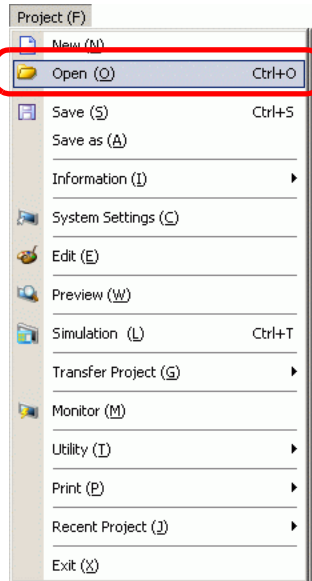 Project (F)
New (N)
Open (O) Ctrl+O
Save (S) Ctrl+S
Save as (A)
Information (I)
System Settings (C)
Edit (E)
Preview (W)
Simulation (L) Ctrl+T
Transfer Project (G)
Monitor (M)
Utility (T)
Print (P)
Recent Project (J)
Exit (X)